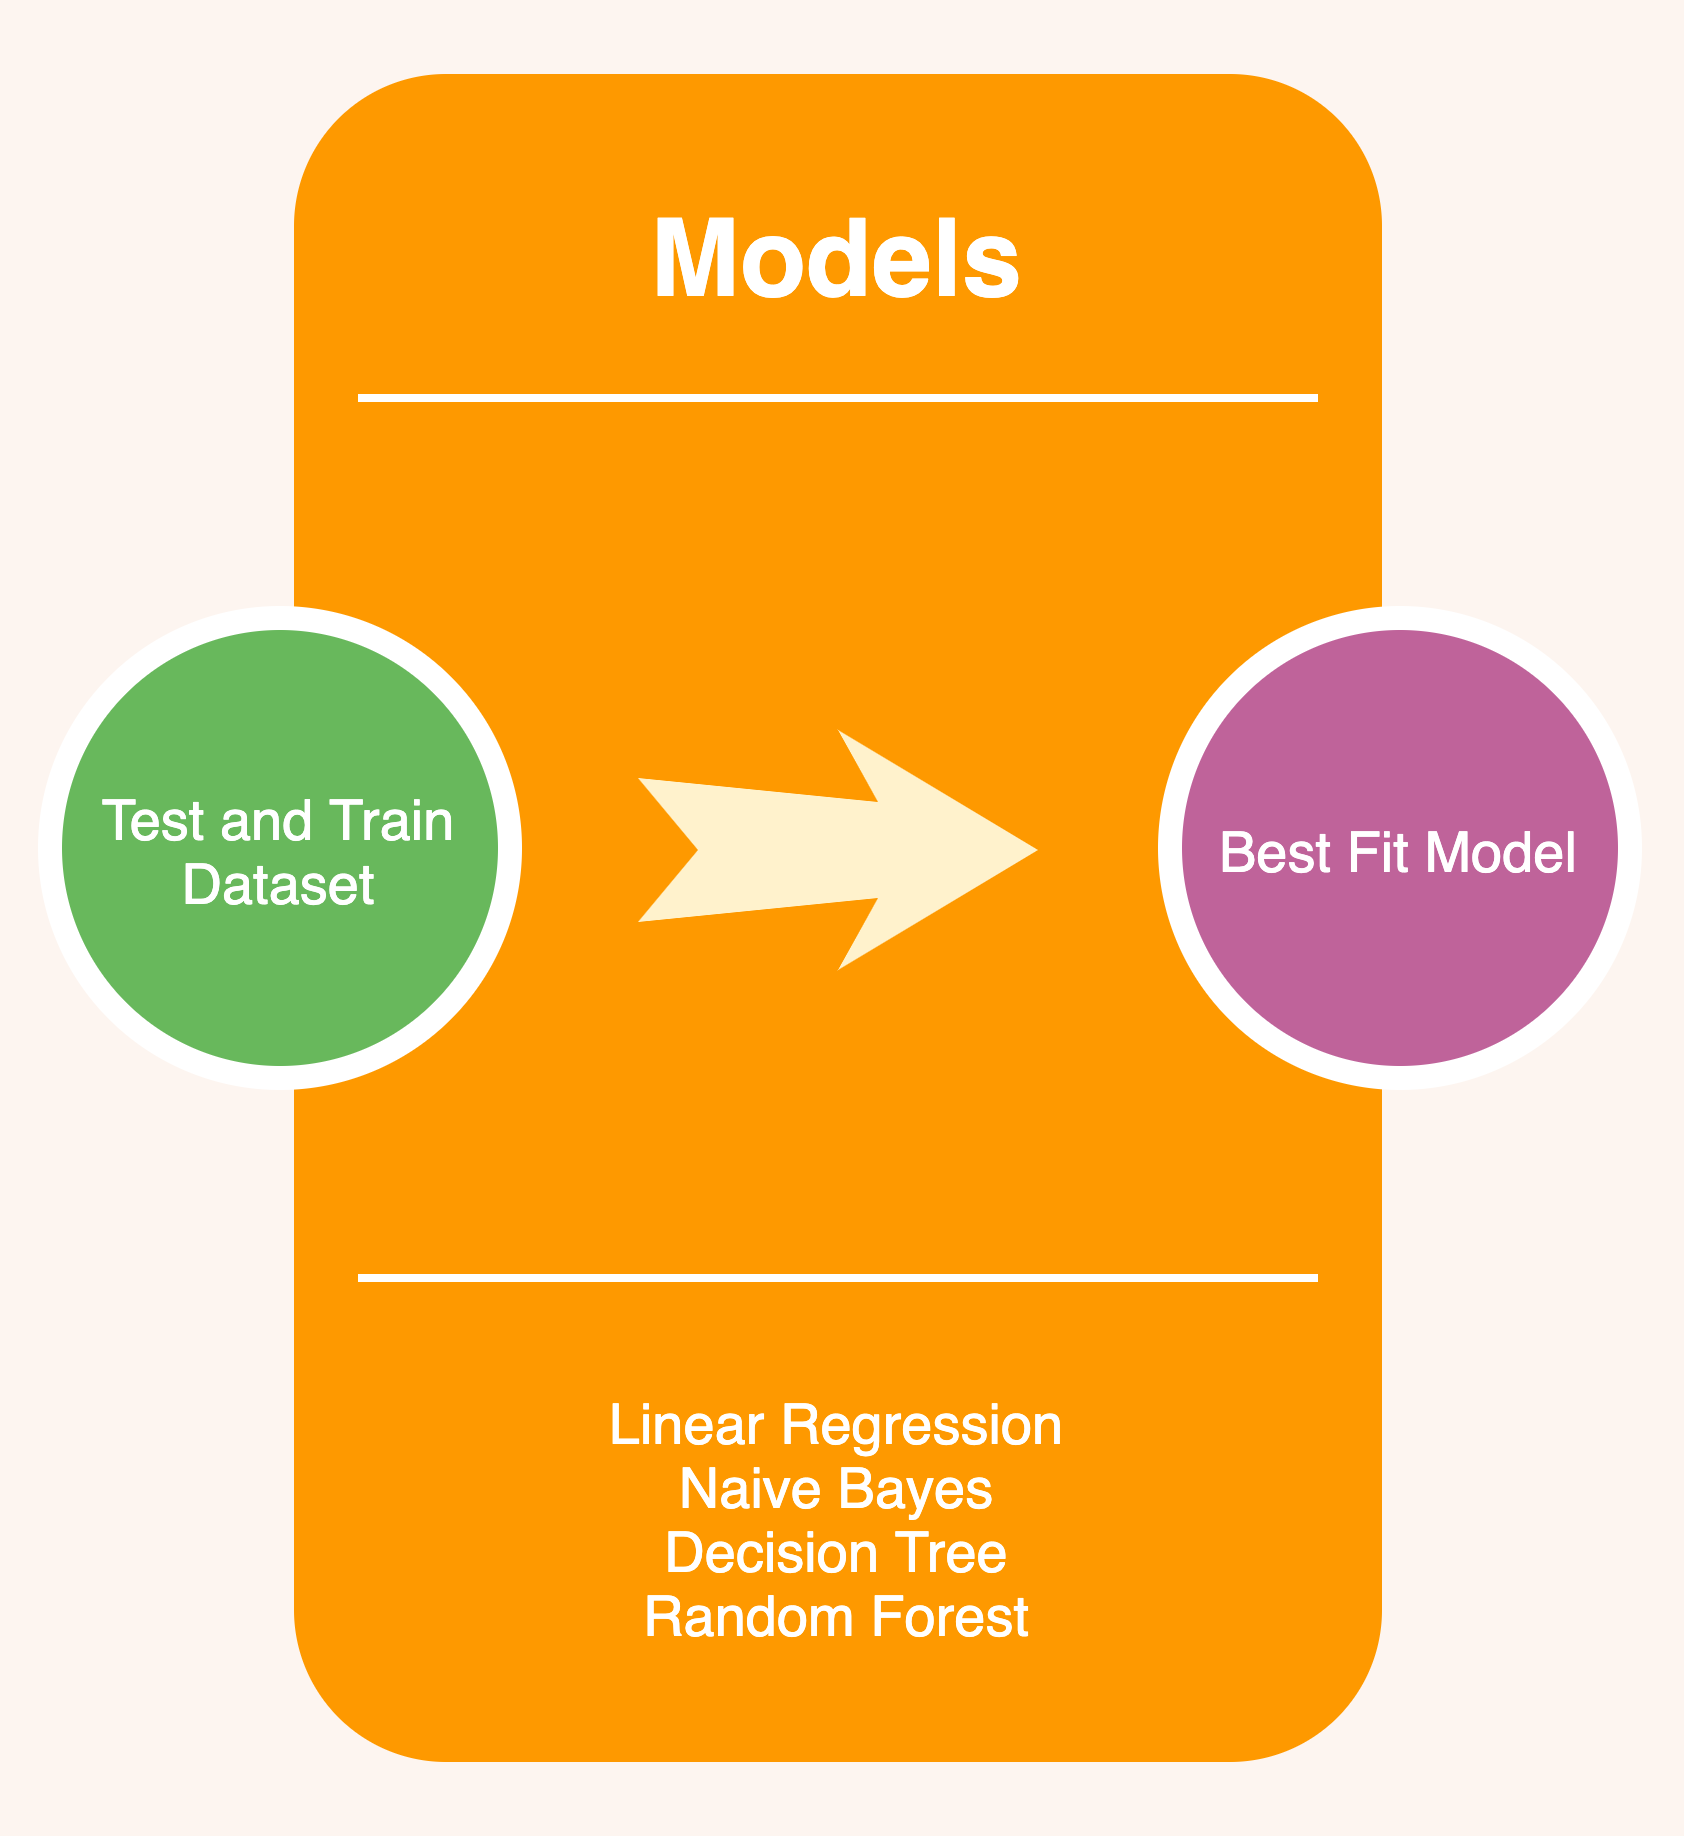 Models
Test and Train
Dataset
Best Fit Model
Linear Regression
Naive Bayes
Decision Tree
Random Forest